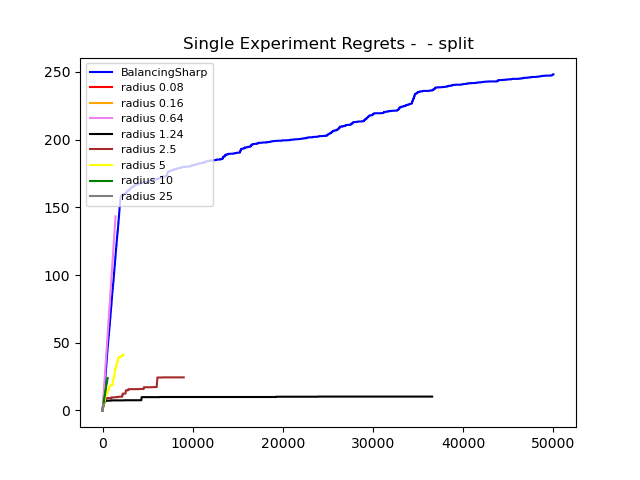 Single Experiment Regrets -  - split
250
200
150
100
50
0
BalancingSharp
radius 0.08
radius 0.16
radius 0.64
radius 1.24
radius 2.5
radius 5
radius 10
radius 25
0 10000 20000 30000 40000 50000